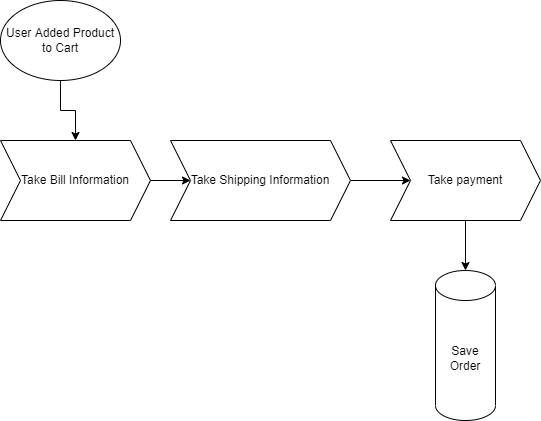 User Added Product
to Cart
Take Bill Information
Take Shipping Information
Take payment
Save
Order